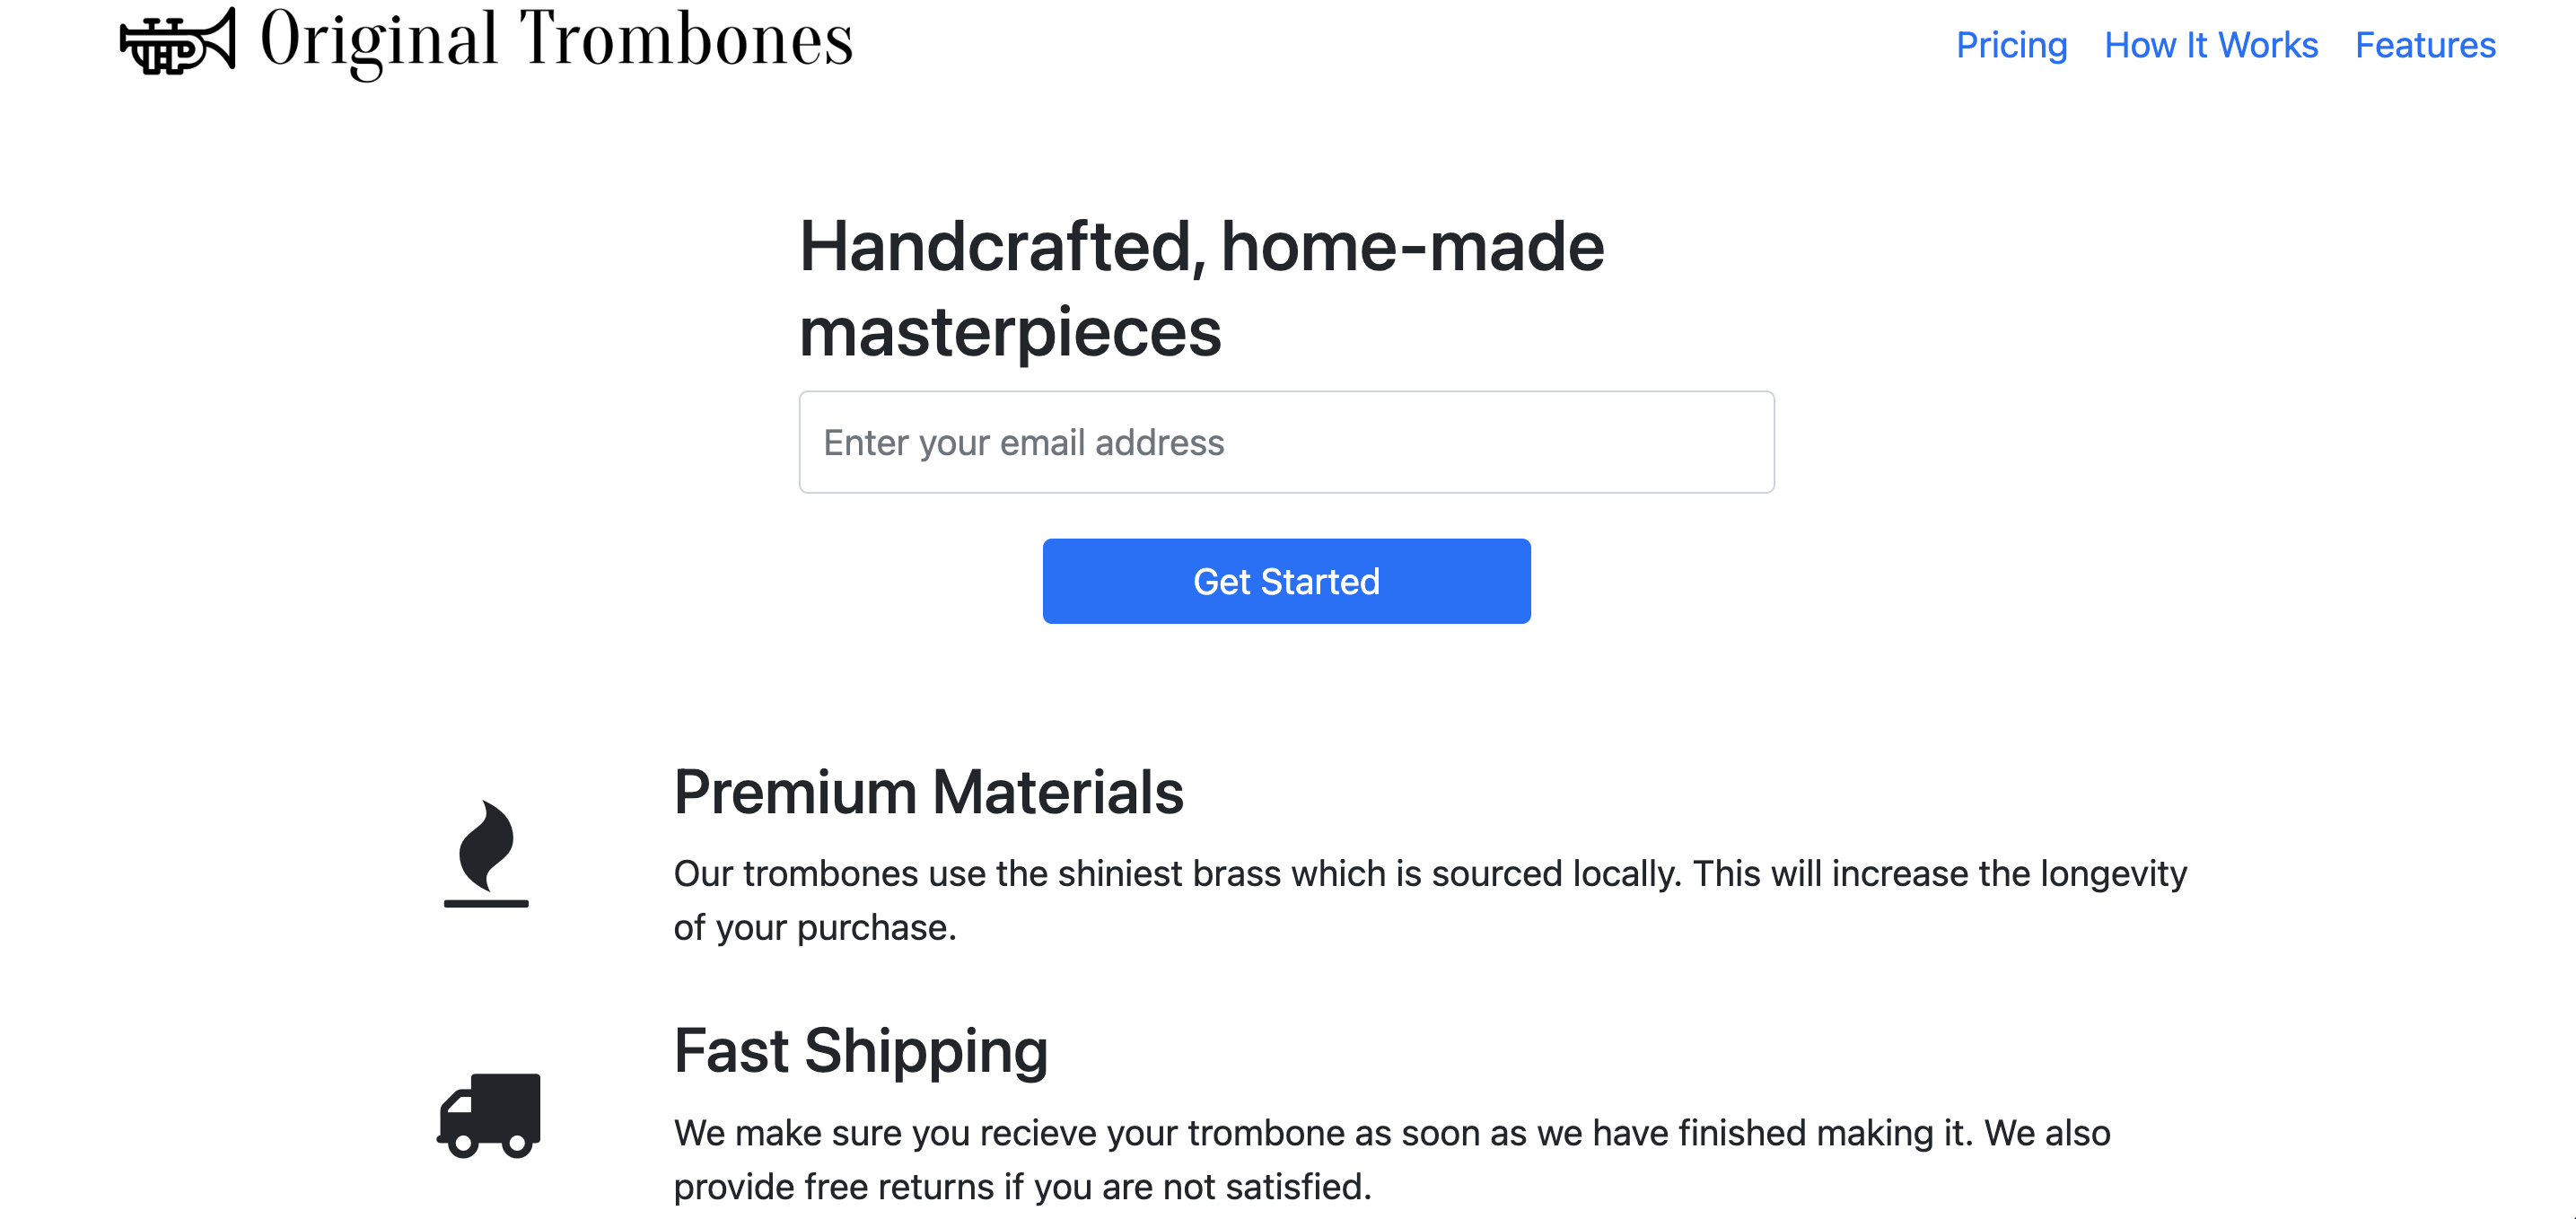 Original Trombones
Pricing How It Works Features
Handcrafted, home-made
masterpieces
Enter your email address
Get Started
Premium Materials
Our trombones use the shiniest brass which is sourced locally. This will increase the longevity
of your purchase.
Fast Shipping
We make sure you recieve your trombone as soon as we have finished making it. We also
provide free returns if you are not satisfied.